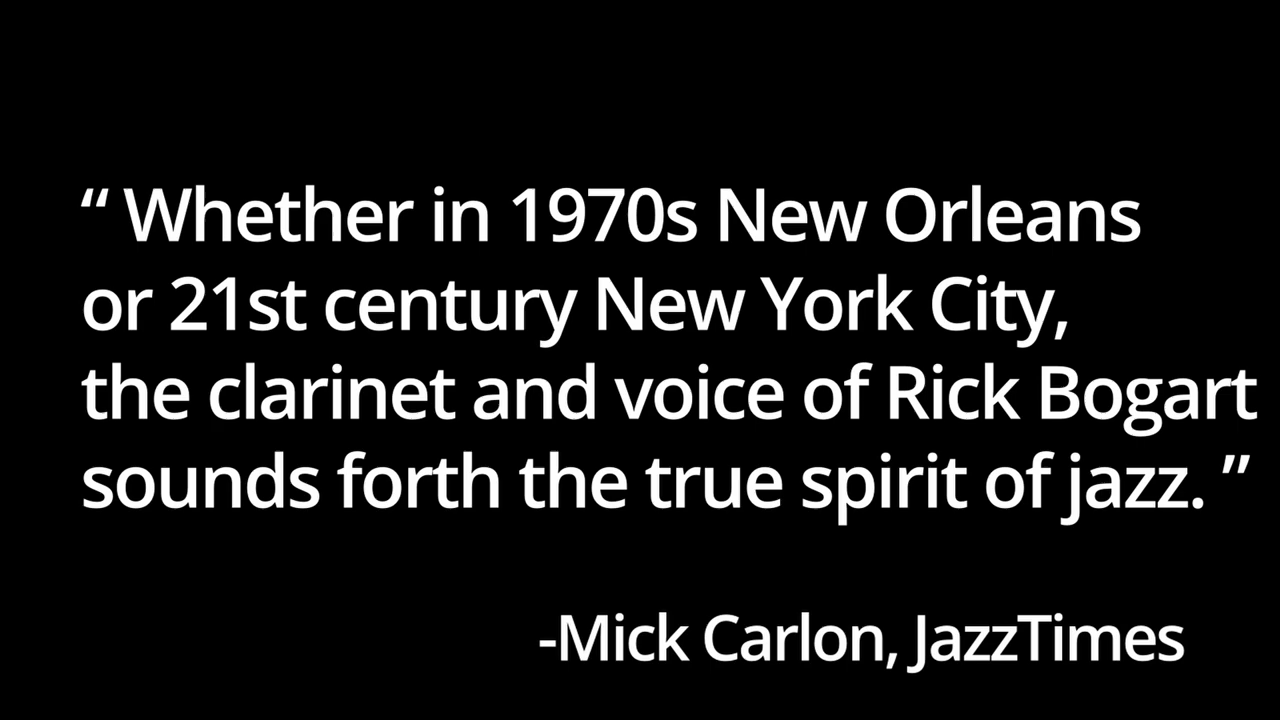 “ Whether in 1970s New Orleans
or 21st century New York City,
the clarinet and voice of Rick Bogart
sounds forth the true spirit of jazz. ”
-Mick Carlon, JazzTimes